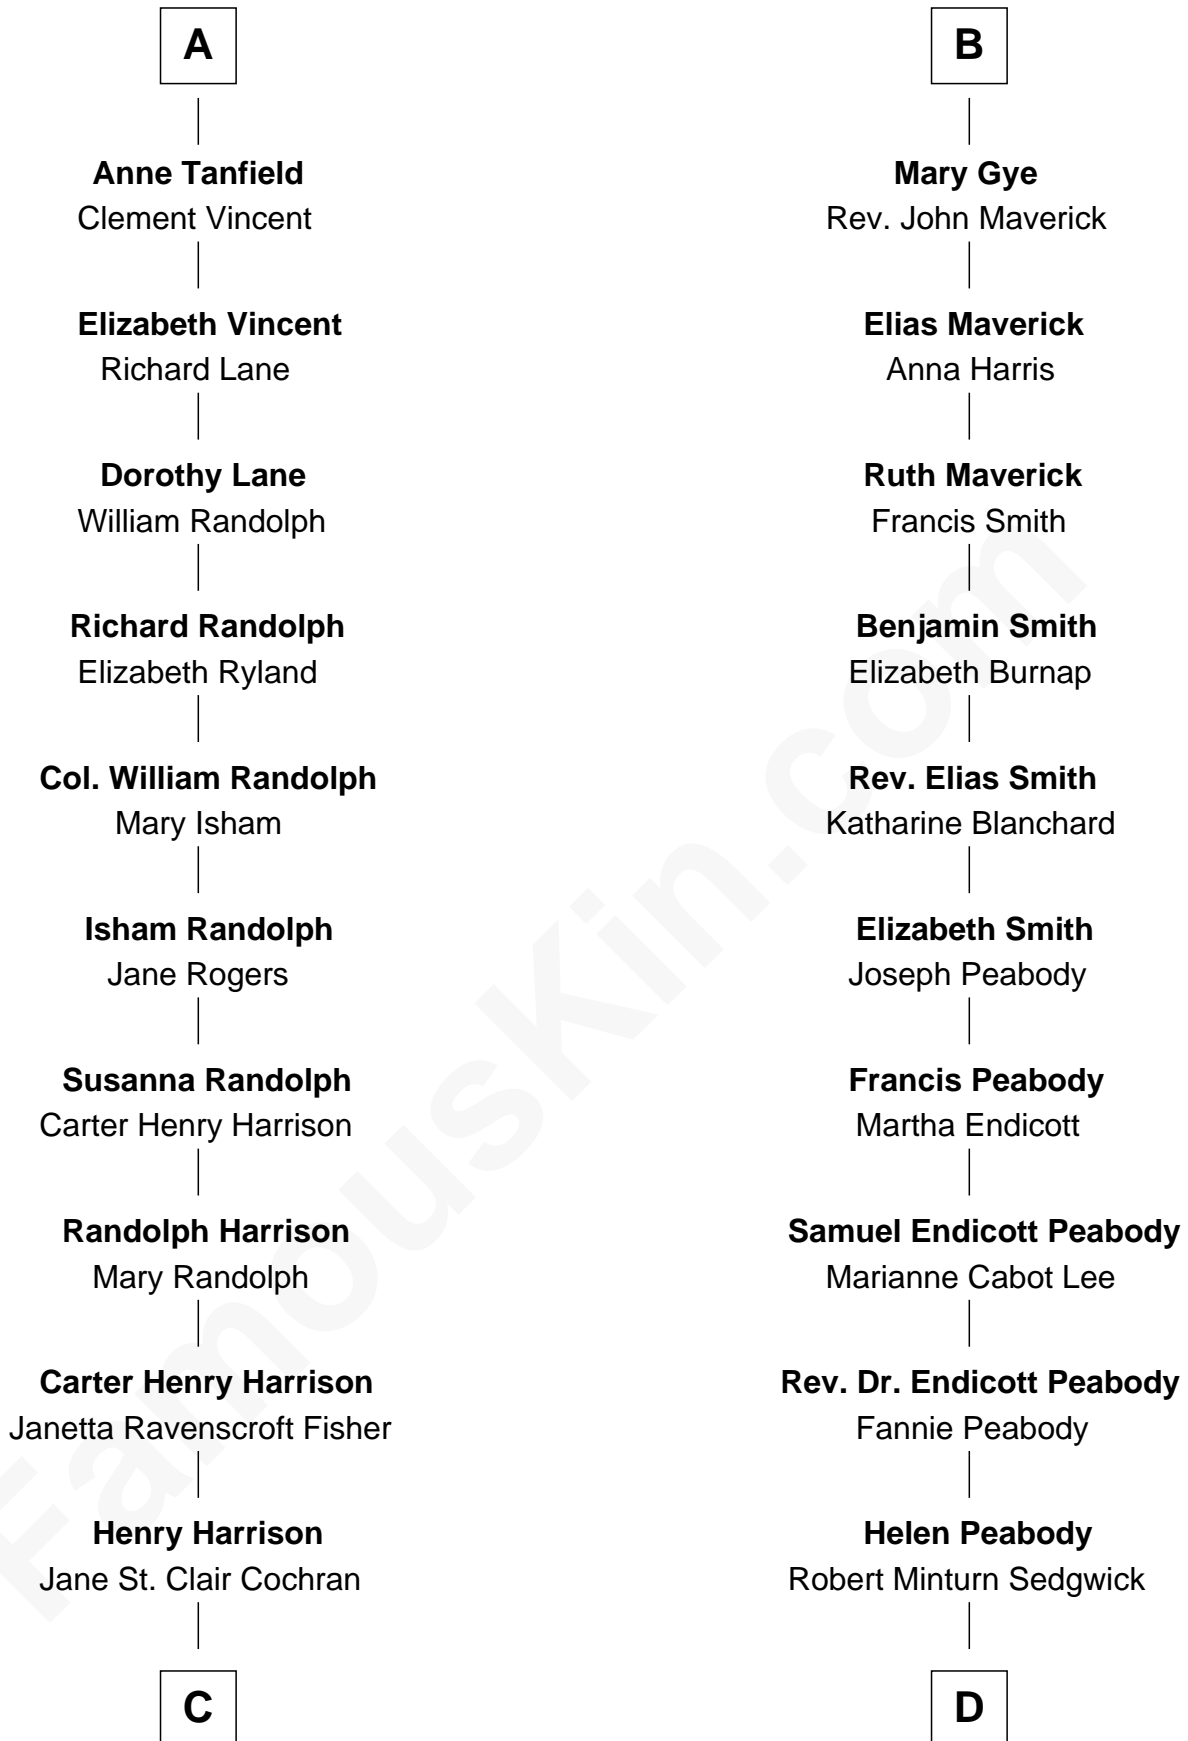 A
Anne Tanfield
Clement Vincent
Elizabeth Vincent
Richard Lane
Dorothy Lane
William Randolph
Richard Randolph
Elizabeth Ryland
Col. William Randolph
Mary Isham
Isham Randolph
Jane Rogers
Susanna Randolph
Carter Henry Harrison
Randolph Harrison
Mary Randolph
Carter Henry Harrison
Janetta Ravenscroft Fisher
Henry Harrison
Jane St. Clair Cochran
C
B
Mary Gye
Rev. John Maverick
Elias Maverick
Anna Harris
Ruth Maverick
Francis Smith
Benjamin Smith
Elizabeth Burnap
Rev. Elias Smith
Katharine Blanchard
Elizabeth Smith
Joseph Peabody
Francis Peabody
Martha Endicott
Samuel Endicott Peabody
Marianne Cabot Lee
Rev. Dr. Endicott Peabody
Fannie Peabody
Helen Peabody
Robert Minturn Sedgwick
D
FamousKin.com